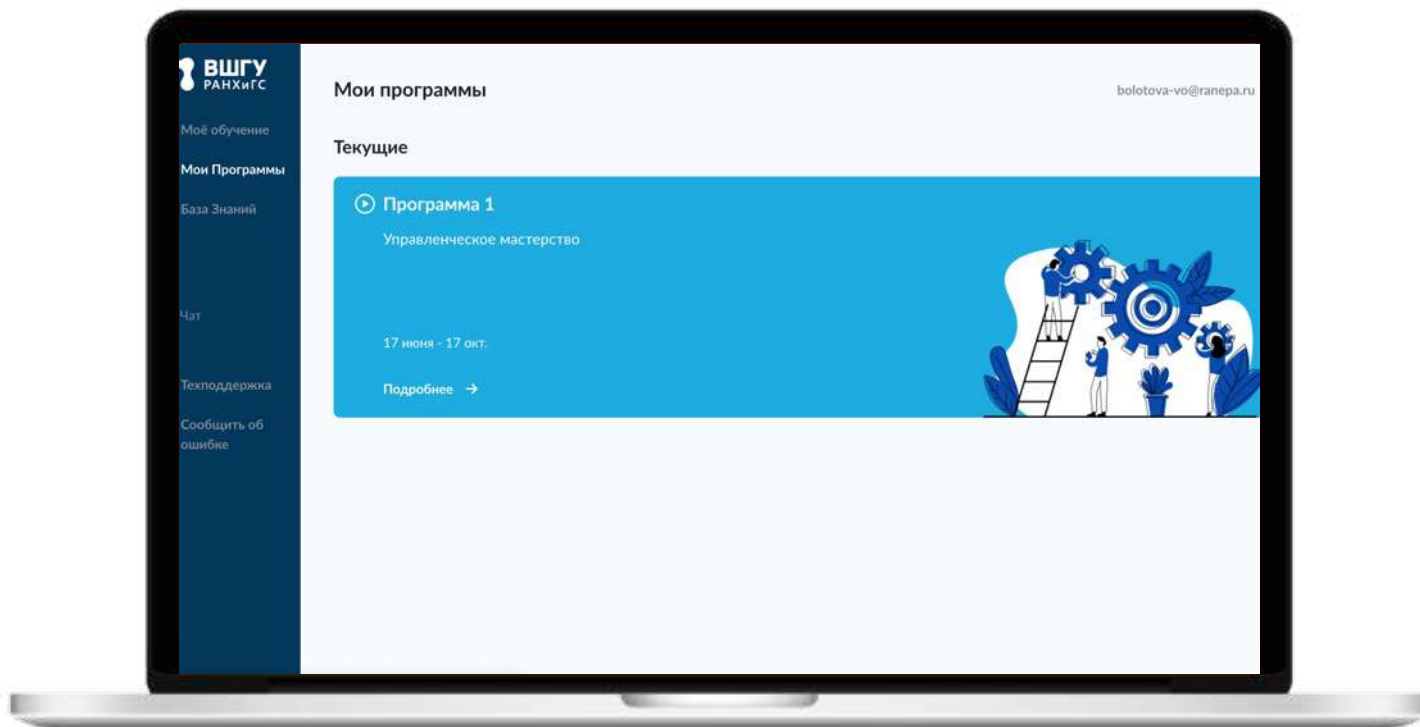 ВШГУ
РАНХиГС
Моё обучение
Мои Программы
База Знаний
Чат
Техподдержка
Сообщить об
ошибке
Мои программы
bolotova-vo@ranepa.ru
Текущие
Программа 1
Управленческое мастерство
17 июня - 17 окт.
Подробнее →